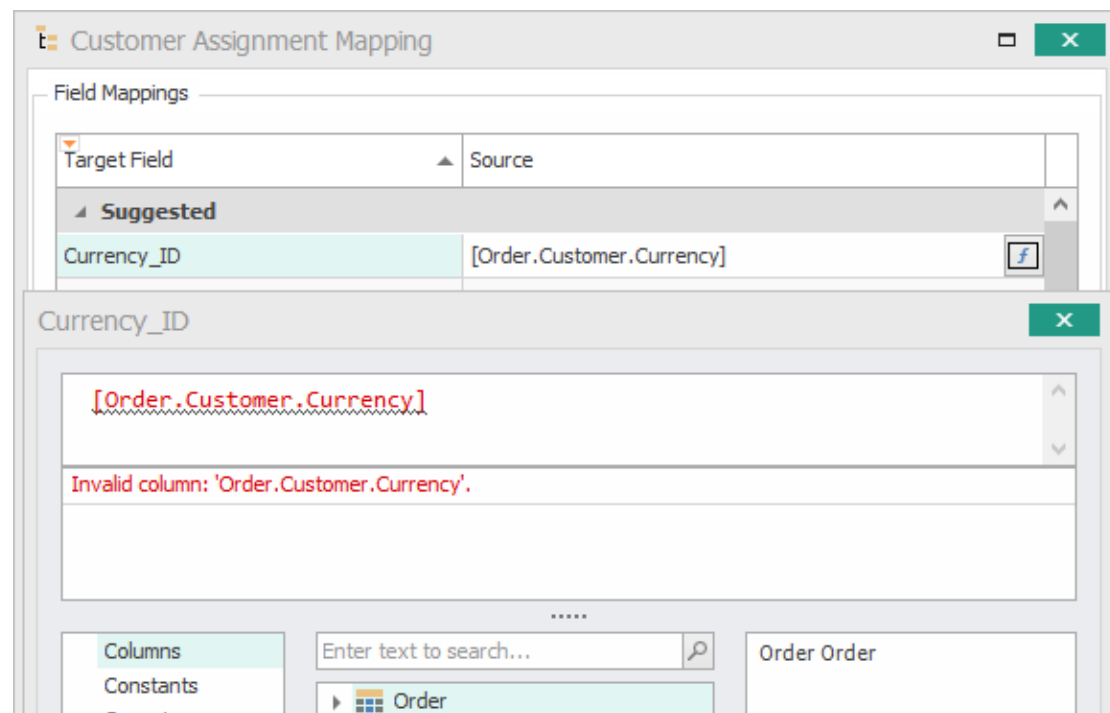 Customer Assignment Mapping
Field Mappings
Target Field Source
Suggested
Currency_ID [Order.Customer.Currency]
Currency_ID
[Order.Customer.Currency]
Invalid column: 'Order.Customer.Currency'.
Columns
Constants
Enter text to search...
Order
Order Order